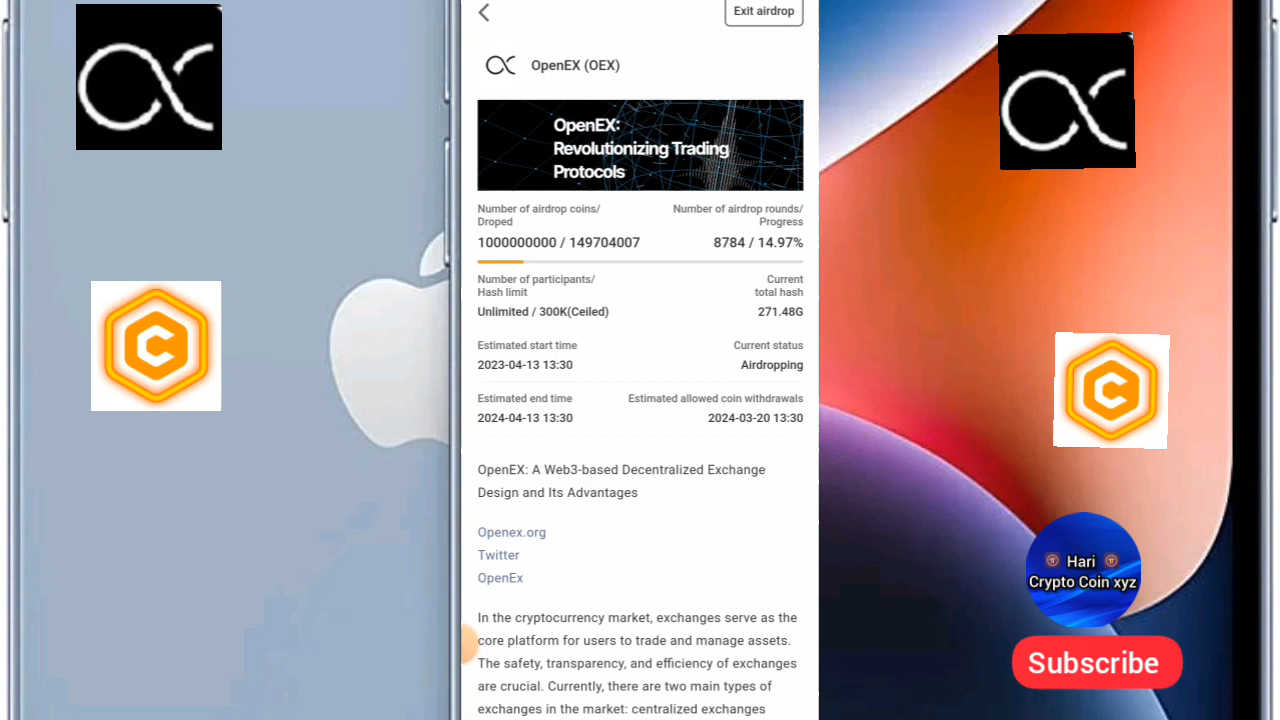 Exit airdrop
OpenEX (OEX)
OpenEX:
Revolutionizing Trading
Protocols
Number of airdrop coins/
Droped
Number of airdrop rounds/
Progress
1000000000 / 149704007
8784 / 14.97%
Number of participants/
Hash limit
Current
total hash
Unlimited / 300K(Ceiled)
271.48G
Estimated start time
Current status
2023-04-13 13:30
Airdropping
Estimated end time
Estimated allowed coin withdrawals
2024-04-13 13:30
2024-03-20 13:30
OpenEX: A Web3-based Decentralized Exchange
Design and Its Advantages
Openex.org
Twitter
OpenEx
In the cryptocurrency market, exchanges serve as the
core platform for users to trade and manage assets.
The safety, transparency, and efficiency of exchanges
are crucial. Currently, there are two main types of
exchanges in the market: centralized exchanges
Hari
Crypto Coin xyz
Subscribe